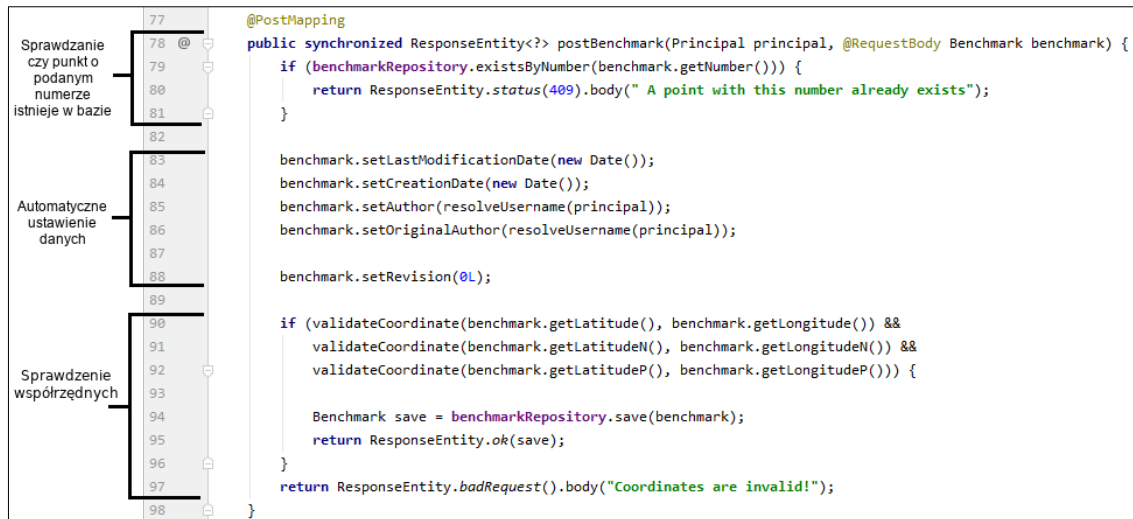 77 @PostMapping
78 @ public synchronized ResponseEntity<?> postBenchmark(Principal principal, @RequestBody Benchmark benchmark) {
79 if (benchmarkRepository.existsByNumber(benchmark.getNumber())) {
80 return ResponseEntity.status(409).body(" A point with this number already exists");
81 }
82
83 benchmark.setLastModificationDate(new Date());
84 benchmark.setCreationDate(new Date());
85 benchmark.setAuthor(resolveUsername(principal));
86 benchmark.setOriginalAuthor(resolveUsername(principal));
87
88 benchmark.setRevision(0L);
89
90 if (validateCoordinate(benchmark.getLatitude(), benchmark.getLongitude()) &&
91 validateCoordinate(benchmark.getLatitudeN(), benchmark.getLongitudeN()) &&
92 validateCoordinate(benchmark.getLatitudeP(), benchmark.getLongitudeP())) {
93
94 Benchmark save = benchmarkRepository.save(benchmark);
95 return ResponseEntity.ok(save);
96 }
97 return ResponseEntity.badRequest().body("Coordinates are invalid!");
98 }
Sprawdzanie
czy punkt o
podanym
numerze
istnieje w bazie
Automatyczne
ustawienie
danych
Sprawdzenie
współrzędnych